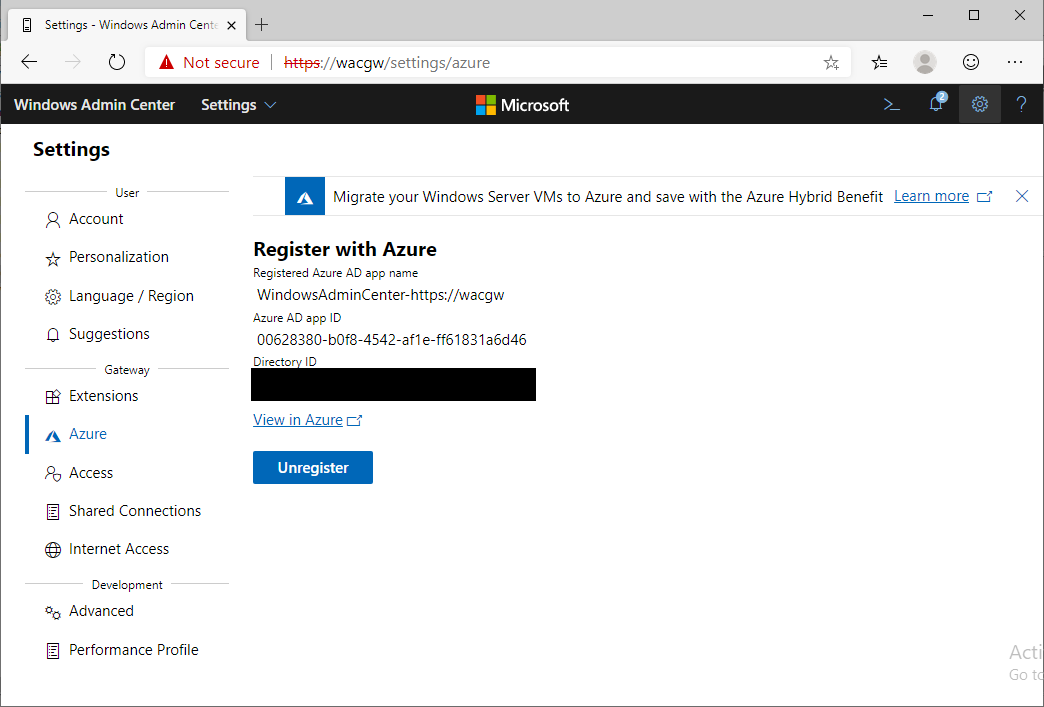 Settings - Windows Admin Cente
Not secure
https://wacgw/settings/azure
Windows Admin Center
Settings
Microsoft
2
?
Settings
Migrate your Windows Server VMs to Azure and save with the Azure Hybrid Benefit Learn more
User
Account
Personalization
Language / Region
Suggestions
Gateway
Extensions
Azure
Access
Shared Connections
Internet Access
Development
Advanced
Performance Profile
Register with Azure
Registered Azure AD app name
WindowsAdminCenter-https://wacgw
Azure AD app ID
00628380-b0f8-4542-af1e-ff61831a6d46
Directory ID
View in Azure
Unregister
Acti
Go to